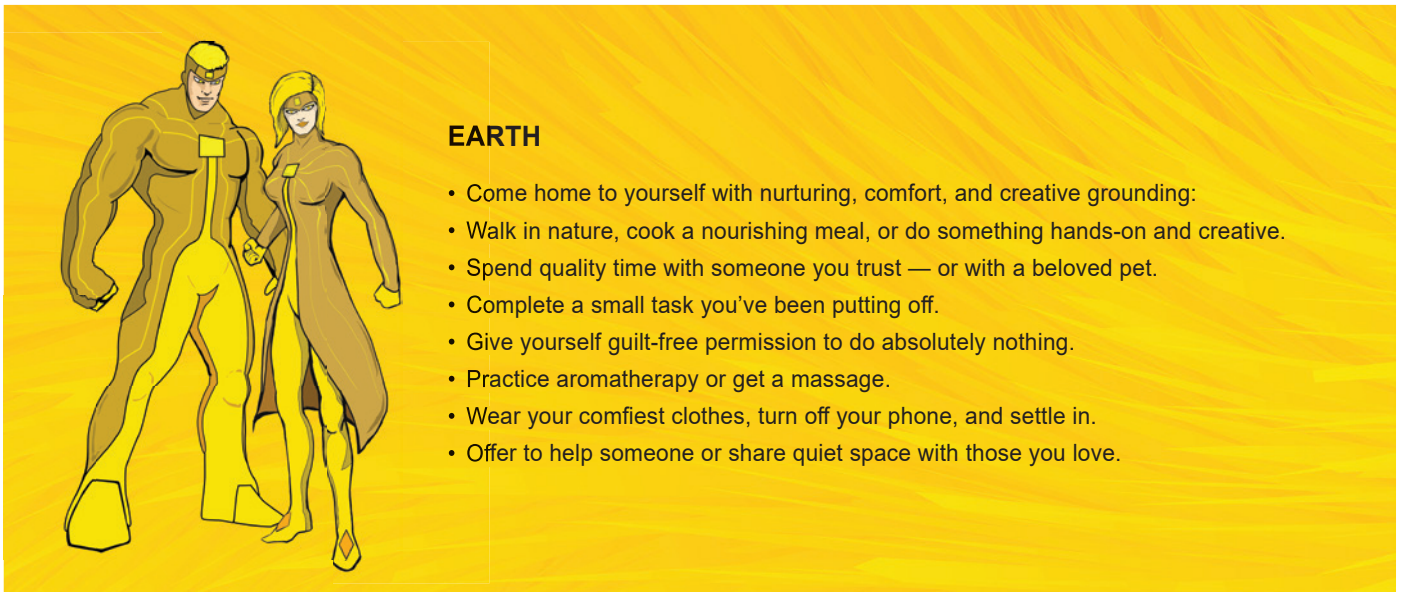 EARTH
• Come home to yourself with nurturing, comfort, and creative grounding:
• Walk in nature, cook a nourishing meal, or do something hands-on and creative.
• Spend quality time with someone you trust — or with a beloved pet.
• Complete a small task you’ve been putting off.
• Give yourself guilt-free permission to do absolutely nothing.
• Practice aromatherapy or get a massage.
• Wear your comfiest clothes, turn off your phone, and settle in.
• Offer to help someone or share quiet space with those you love.